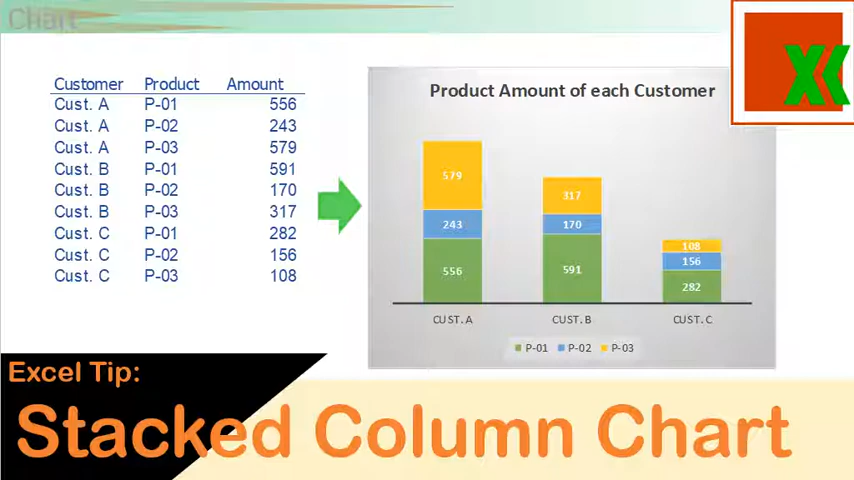 Chart
Customer Product Amount
Cust. A P-01 556
Cust. A P-02 243
Cust. A P-03 579
Cust. B P-01 591
Cust. B P-02 170
Cust. B P-03 317
Cust. C P-01 282
Cust. C P-02 156
Cust. C P-03 108
Product Amount of each Customer
579
317
243
170
108
156
556
591
282
CUST. A CUST. B CUST. C
P-01 P-02 P-03
Excel Tip:
Stacked Column Chart